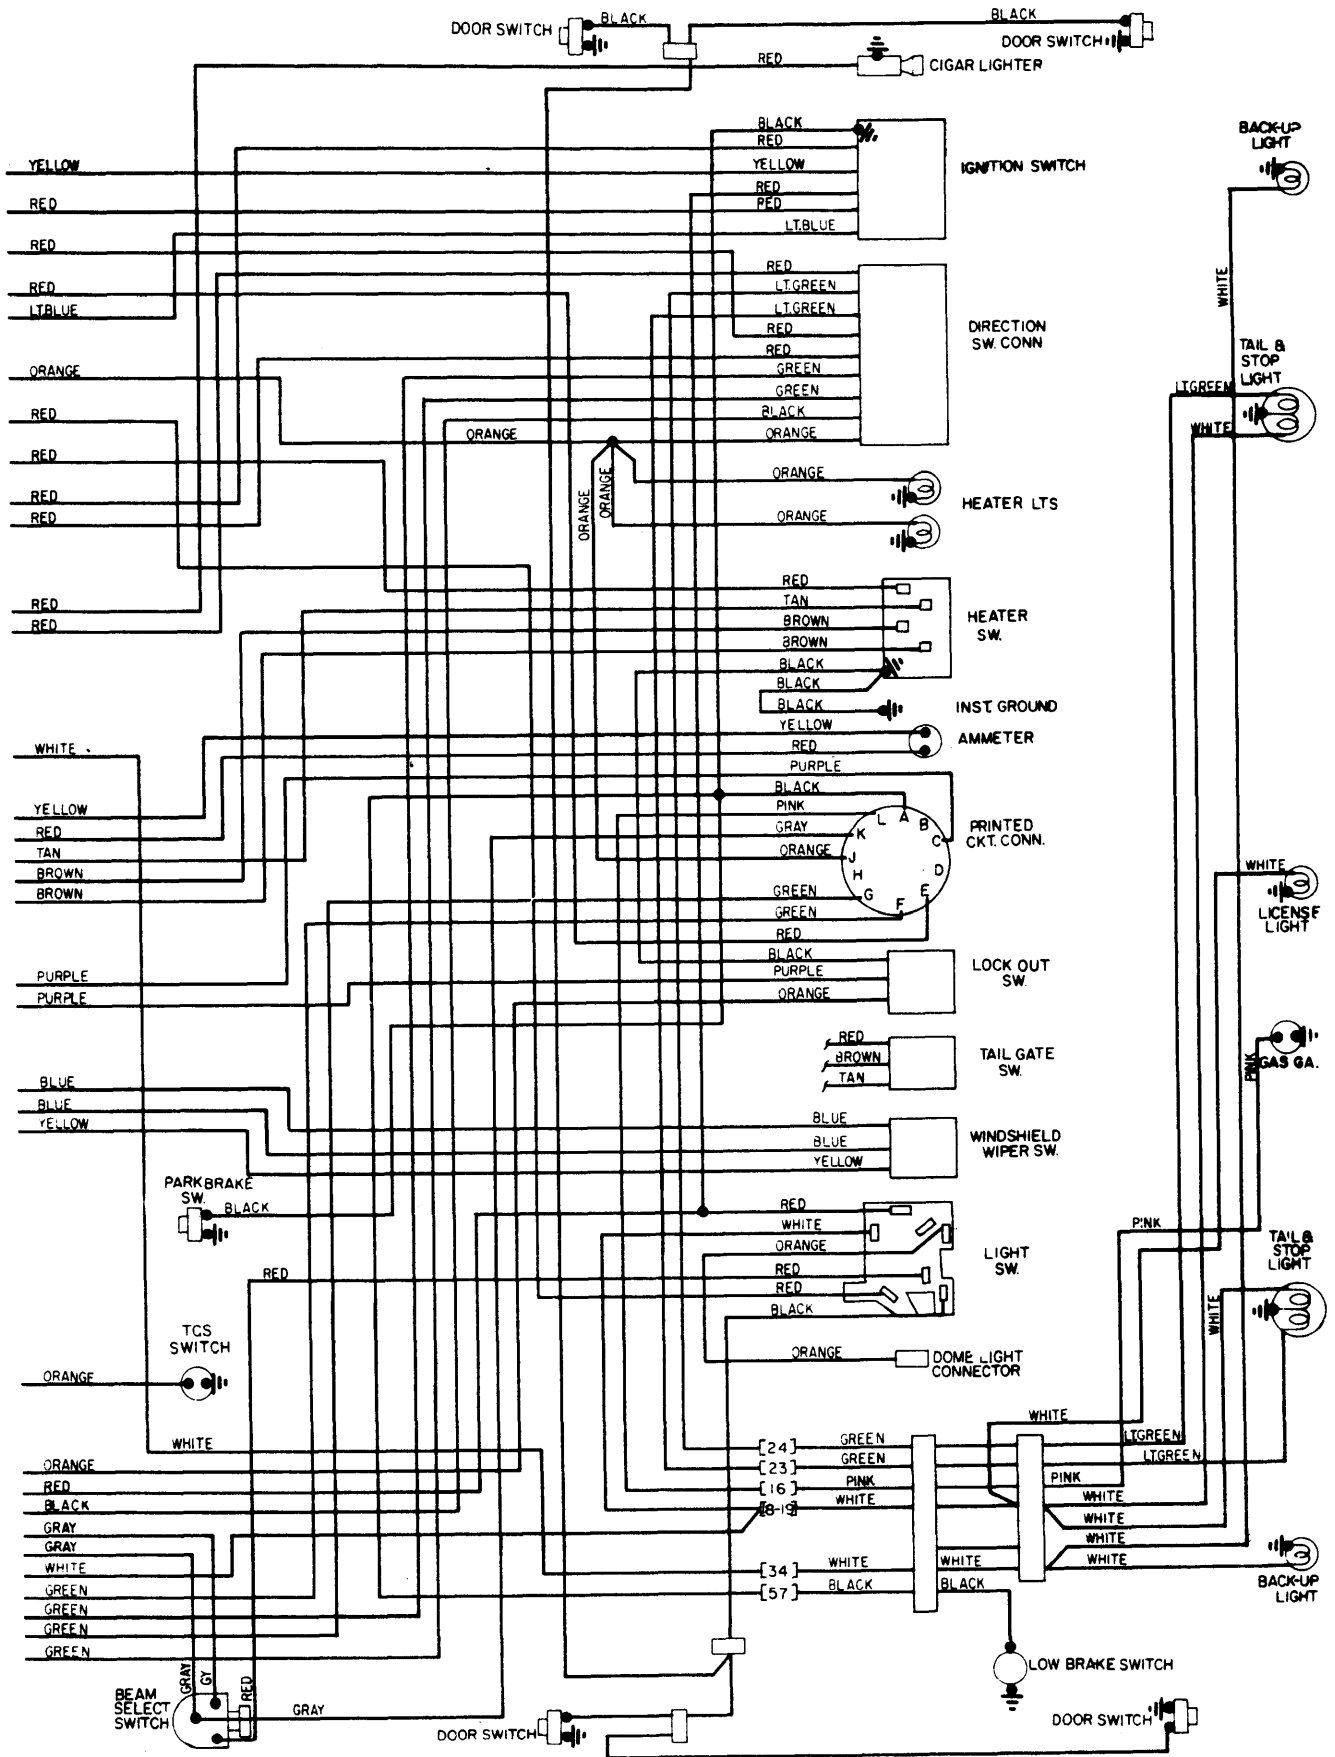 BLACK
BLACK
DOOR SWITCH
DOOR SWITCH
RED
CIGAR LIGHTER
BLACK
RED
YELLOW
YELLOW
RED
RED
RED
LT.BLUE
IGNITION SWITCH
BACK-UP
LIGHT
RED
RED
LT.BLUE
RED
LT.GREEN
LT.GREEN
RED
RED
GREEN
GREEN
BLACK
ORANGE
DIRECTION
SW. CONN
WHITE
TAIL &
STOP
LIGHT
LT.GREEN
WHITE
ORANGE
RED
ORANGE
RED
RED
RED
ORANGE
ORANGE
ORANGE
ORANGE
HEATER LTS
RED
RED
RED
TAN
BROWN
BROWN
BLACK
BLACK
BLACK
HEATER
SW.
INST. GROUND
YELLOW
RED
AMMETER
WHITE
PURPLE
BLACK
PINK
GRAY
ORANGE
GREEN
GREEN
RED
L A B
K C
J
H D
G F E
PRINTED
CKT. CONN.
YELLOW
RED
TAN
BROWN
BROWN
WHITE
LICENSE
LIGHT
PURPLE
PURPLE
BLACK
PURPLE
ORANGE
LOCK OUT
SW.
RED
BROWN
TAN
TAIL GATE
SW.
PINK
GAS GA.
BLUE
BLUE
YELLOW
BLUE
BLUE
YELLOW
WINDSHIELD
WIPER SW.
PARK BRAKE
SW.
BLACK
RED
WHITE
ORANGE
RED
RED
RED
BLACK
LIGHT
SW.
PINK
TAIL &
STOP
LIGHT
WHITE
TCS
SWITCH
ORANGE
ORANGE
DOME LIGHT
CONNECTOR
WHITE
WHITE
[24] GREEN
[23] GREEN
[16] PINK
[8-19] WHITE
[34] WHITE
[57] BLACK
WHITE
BLACK
LT.GREEN
LT.GREEN
PINK
WHITE
WHITE
WHITE
WHITE
BACK-UP
LIGHT
ORANGE
RED
BLACK
GRAY
GRAY
WHITE
GREEN
GREEN
GREEN
GREEN
GRAY
GY
RED
BEAM
SELECT
SWITCH
GRAY
LOW BRAKE SWITCH
DOOR SWITCH
DOOR SWITCH